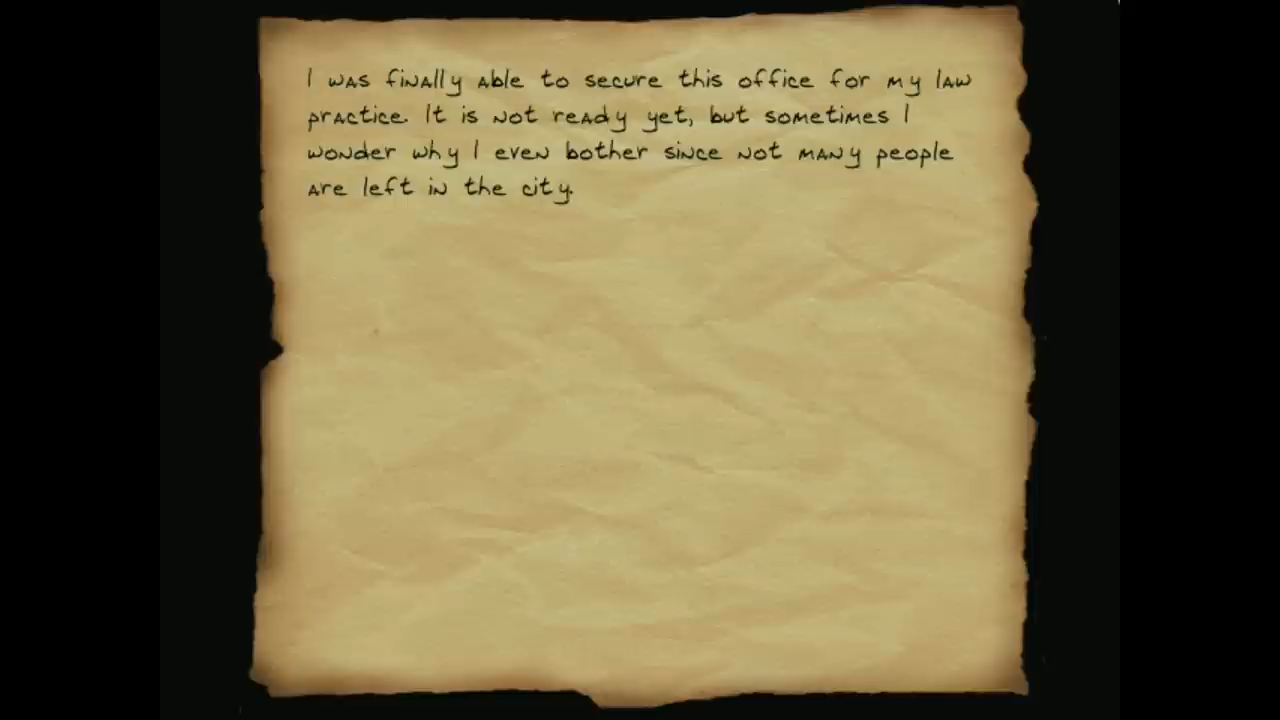 I was finally able to secure this office for my law
practice. It is not ready yet, but sometimes I
wonder why I even bother since not many people
are left in the city.